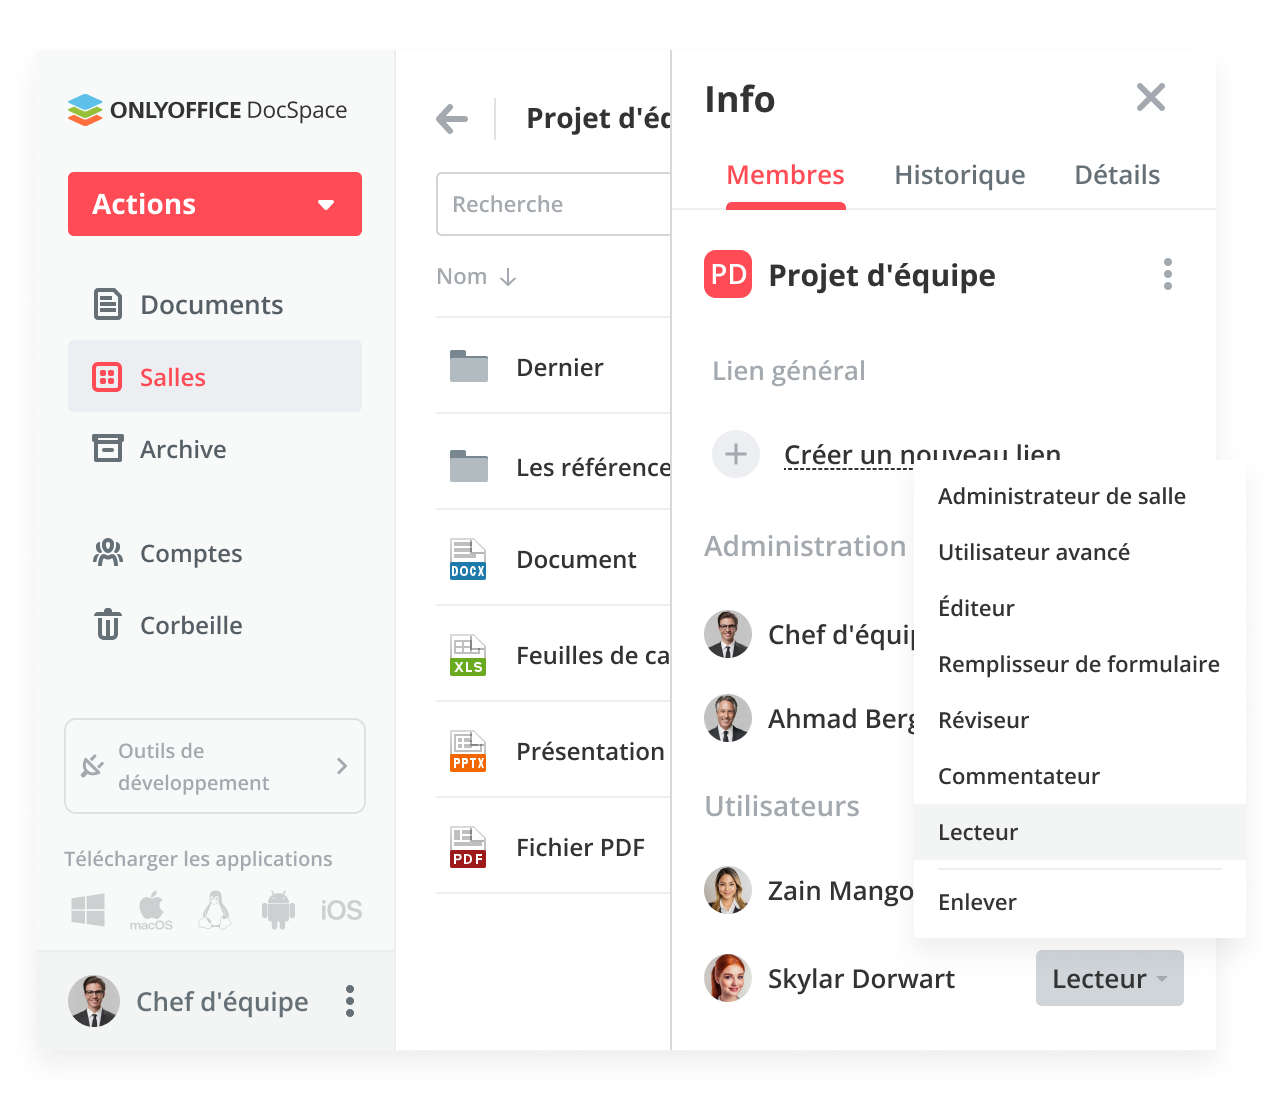 ONLYOFFICE DocSpace
Actions
Documents
Salles
Archive
Comptes
Corbeille
Outils de
développement
Télécharger les applications
macOS
iOS
Chef d'équipe
Projet d'éq
Recherche
Nom
Dernier
Les référence
DOCX
Document
XLS
Feuilles de ca
PPTX
Présentation
PDF
Fichier PDF
Info
Membres
Historique
Détails
PD
Projet d'équipe
Lien général
Créer un nouveau lien
Administration
Chef d'équip
Ahmad Berg
Utilisateurs
Zain Mango
Skylar Dorwart
Lecteur
Administrateur de salle
Utilisateur avancé
Éditeur
Remplisseur de formulaire
Réviseur
Commentateur
Lecteur
Enlever